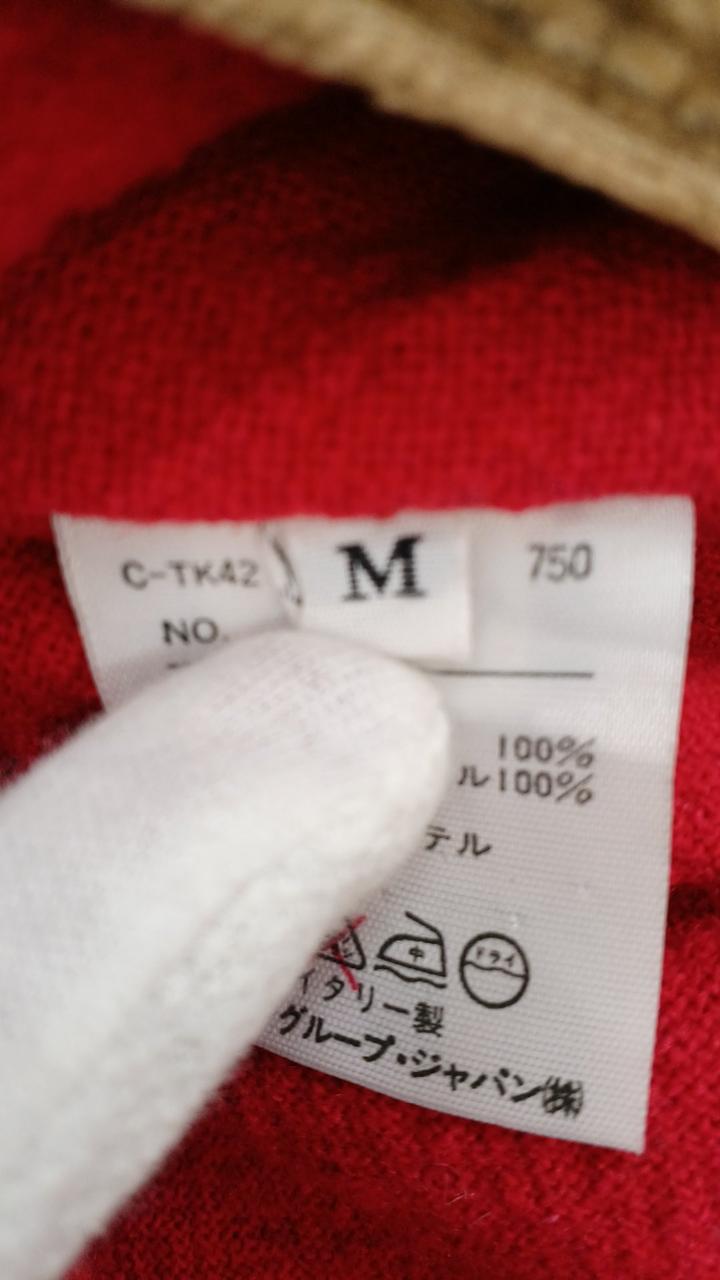 C-TK42 M 750
NO.
100%
ル100%
テル
中 ドライ
イタリー製
グループ・ジャパン㈱